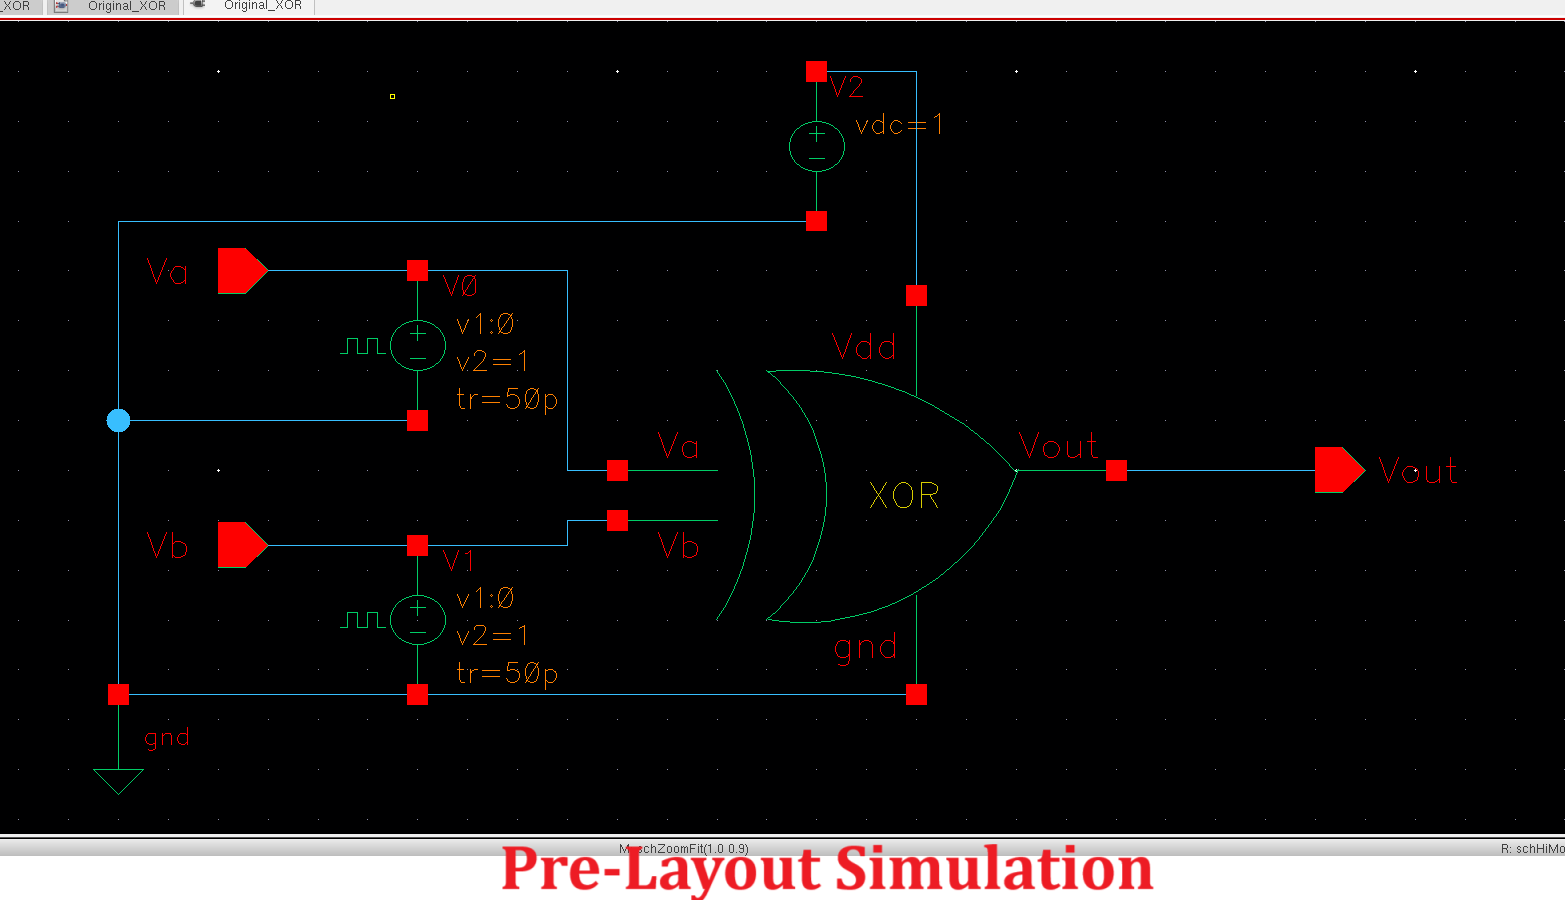 _XOR
Original_XOR
Original_XOR
V2
vdc=1
Va
V0
v1:0
v2=1
tr=50p
Vdd
Va
Vout
XOR
Vout
Vb
Vb
V1
v1:0
v2=1
tr=50p
gnd
gnd
schZoomFit(1.0 0.9)
R: schHiMo
Pre-Layout Simulation